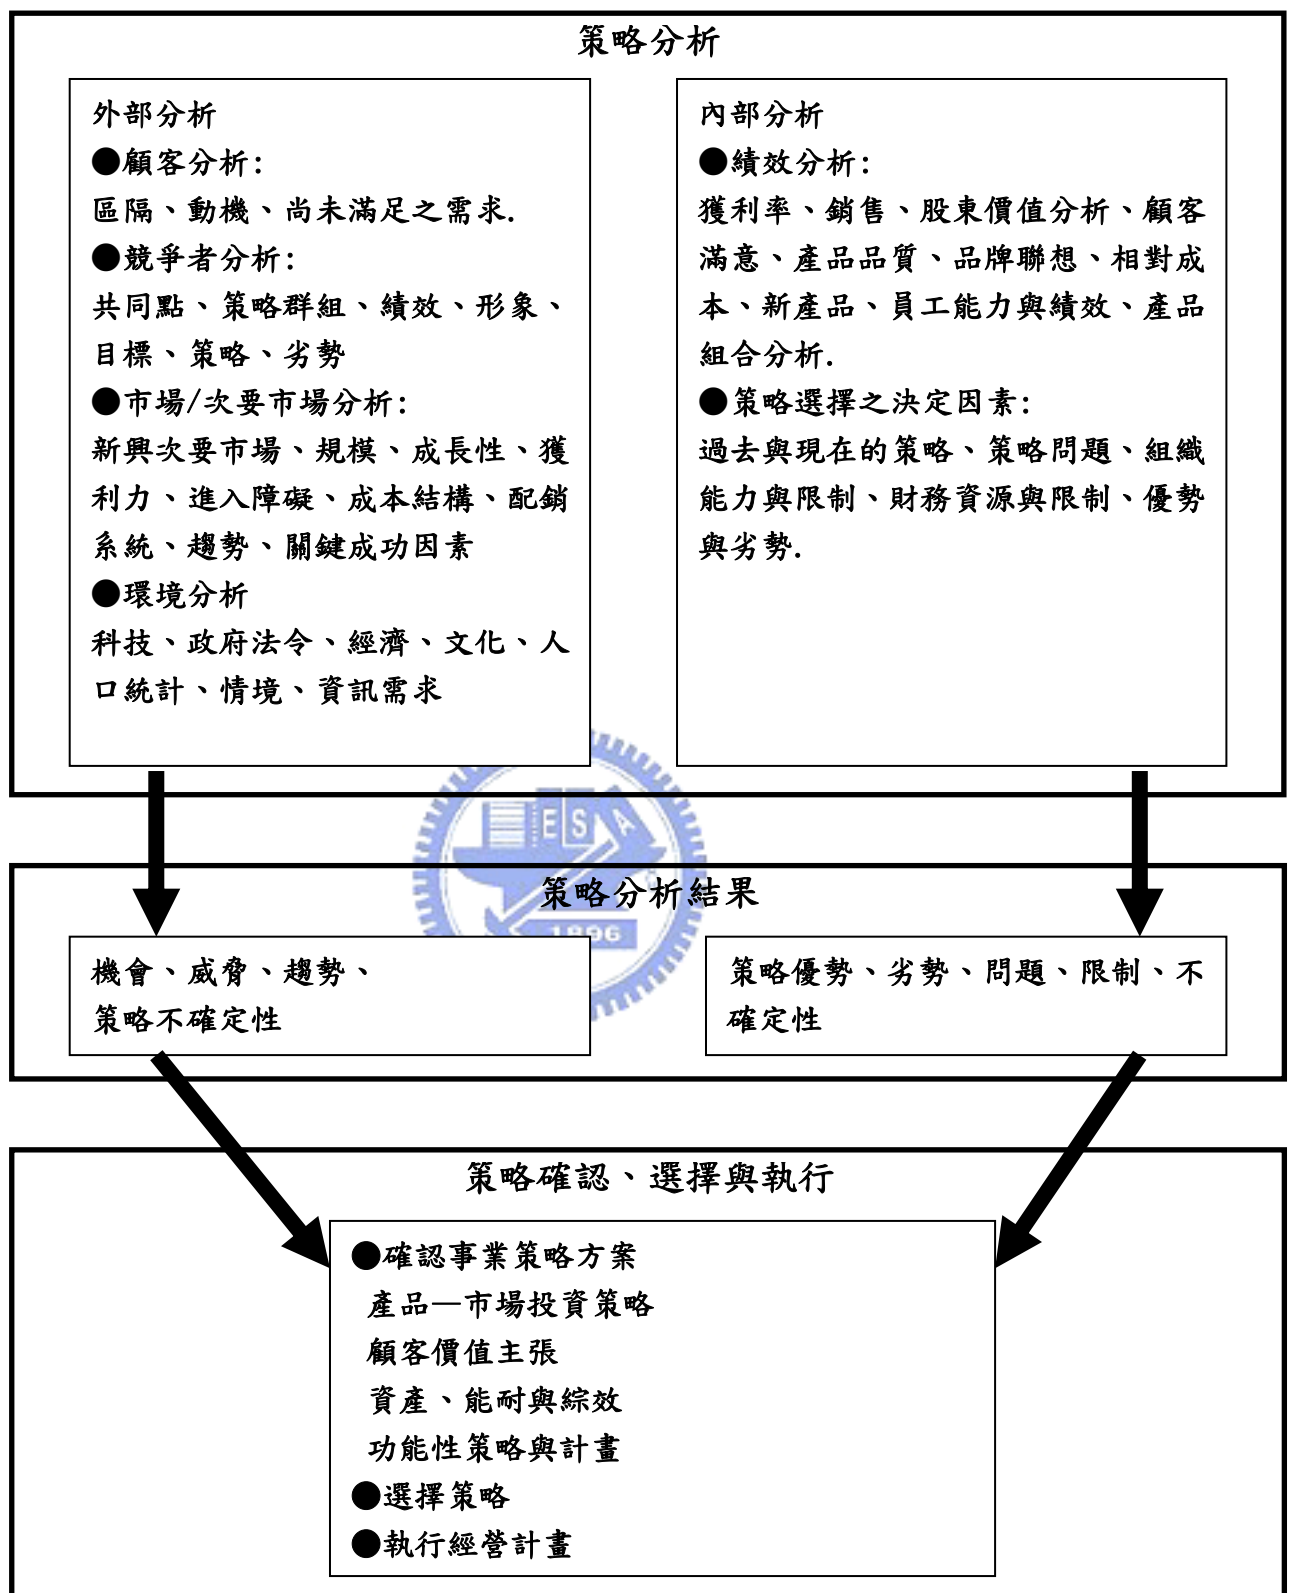 策略分析
外部分析
●顧客分析:
區隔、動機、尚未滿足之需求.
●競爭者分析:
共同點、策略群組、績效、形象、
目標、策略、劣勢
●市場/次要市場分析:
新興次要市場、規模、成長性、獲
利力、進入障礙、成本結構、配銷
系統、趨勢、關鍵成功因素
●環境分析
科技、政府法令、經濟、文化、人
口統計、情境、資訊需求
內部分析
●績效分析:
獲利率、銷售、股東價值分析、顧客
滿意、產品品質、品牌聯想、相對成
本、新產品、員工能力與績效、產品
組合分析.
●策略選擇之決定因素:
過去與現在的策略、策略問題、組織
能力與限制、財務資源與限制、優勢
與劣勢.
ESA
策略分析結果
1896
機會、威脅、趨勢、
策略不確定性
策略優勢、劣勢、問題、限制、不
確定性
策略確認、選擇與執行
●確認事業策略方案
產品—市場投資策略
顧客價值主張
資產、能耐與綜效
功能性策略與計畫
●選擇策略
●執行經營計畫